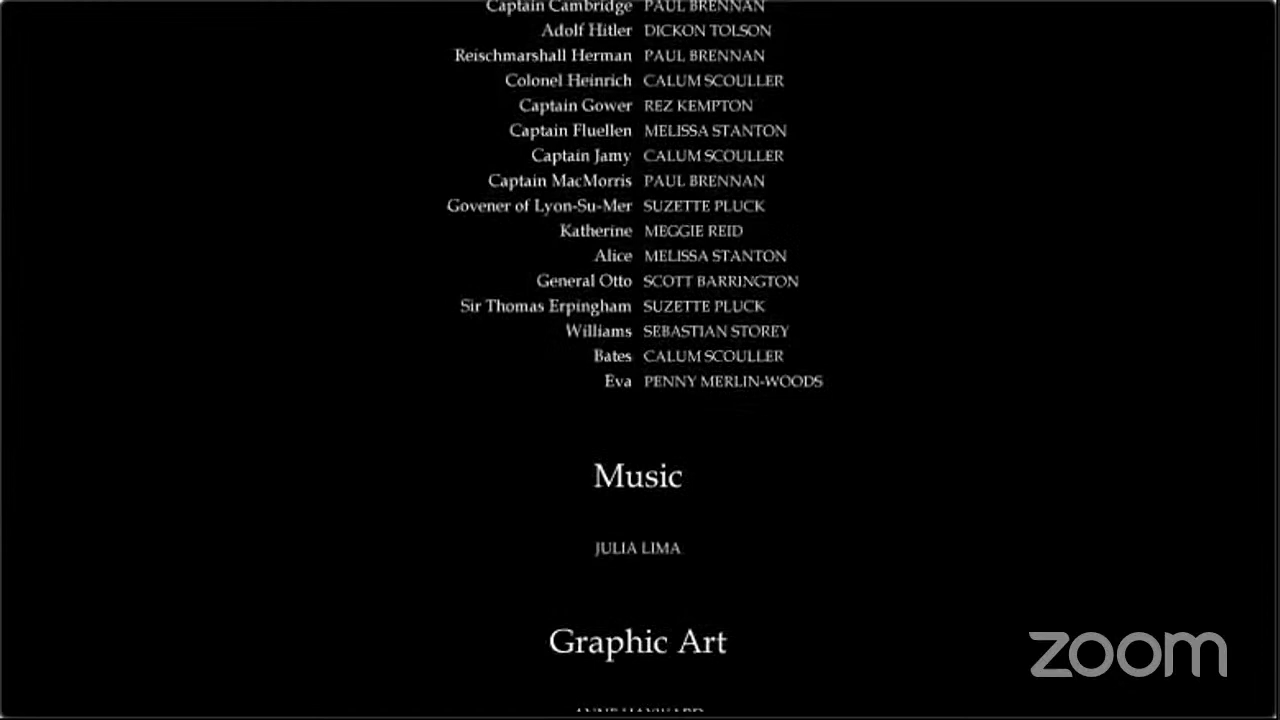 Captain Cambridge PAUL BRENNAN
Adolf Hitler DICKON TOLSON
Reischmarshall Herman PAUL BRENNAN
Colonel Heinrich CALUM SCOULLER
Captain Gower REZ KEMPTON
Captain Fluellen MELISSA STANTON
Captain Jamy CALUM SCOULLER
Captain MacMorris PAUL BRENNAN
Govener of Lyon-Su-Mer SUZETTE PLUCK
Katherine MEGGIE REID
Alice MELISSA STANTON
General Otto SCOTT BARRINGTON
Sir Thomas Erpingham SUZETTE PLUCK
Williams SEBASTIAN STOREY
Bates CALUM SCOULLER
Eva PENNY MERLIN-WOODS
Music
JULIA LIMA
Graphic Art
zoom